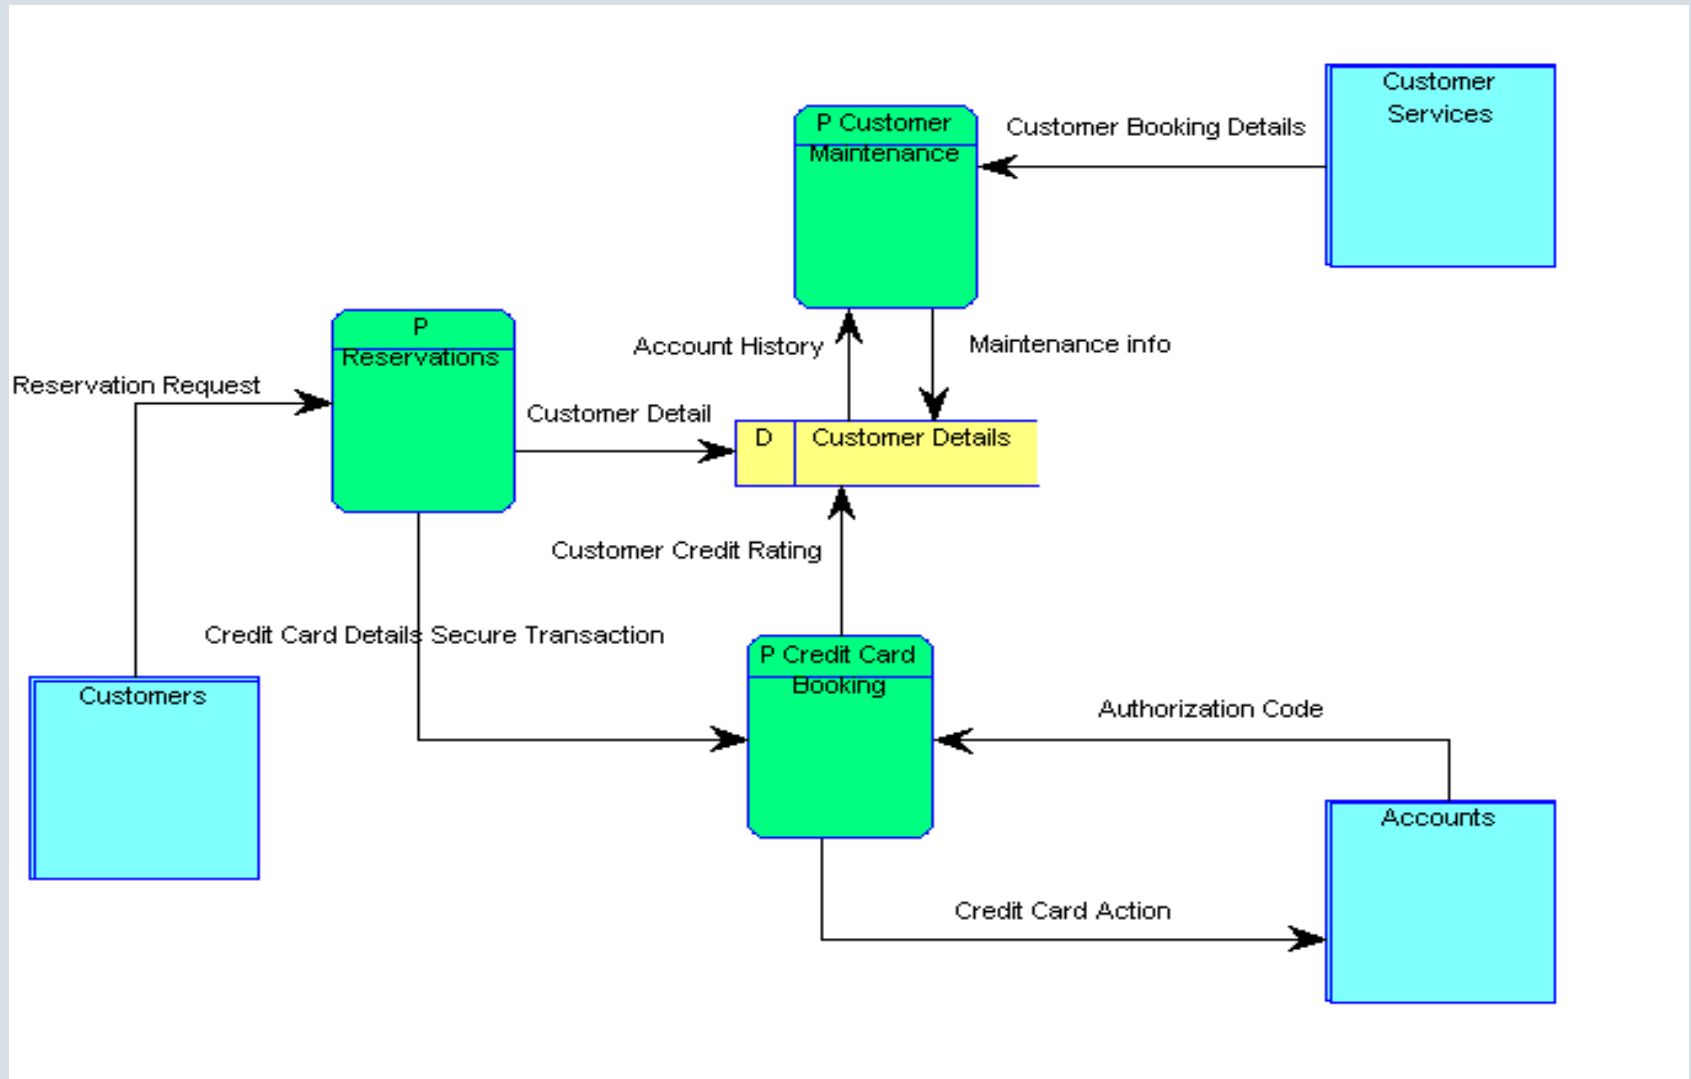 Customer
Services
P Customer
Maintenance
Customer Booking Details
P
Reservations
Account History
Maintenance info
Reservation Request
Customer Detail
D
Customer Details
Customer Credit Rating
Credit Card Details Secure Transaction
P Credit Card
Booking
Customers
Authorization Code
Accounts
Credit Card Action